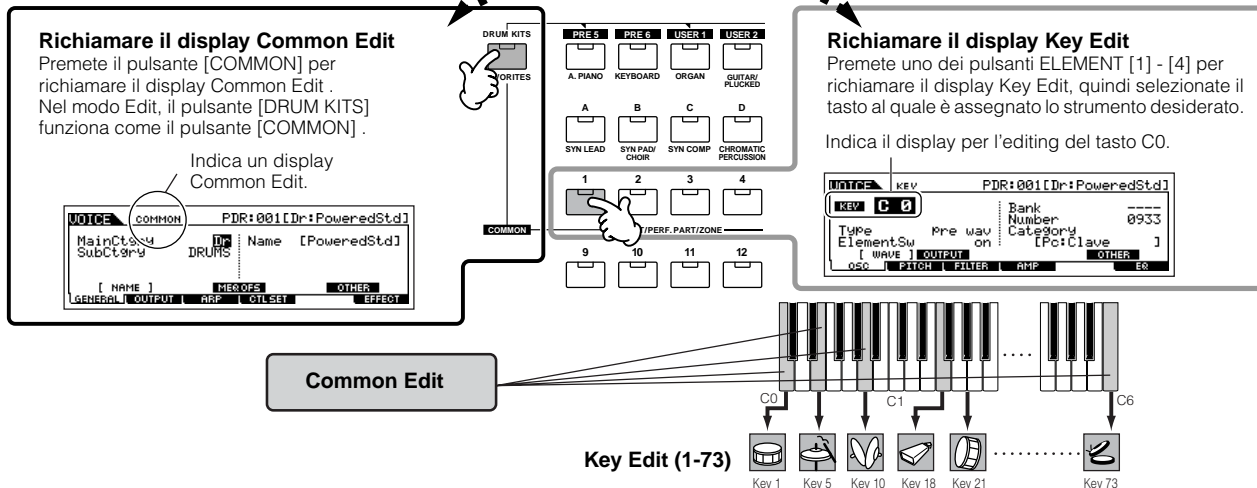 Richiamare il display Common Edit
Premete il pulsante [COMMON] per
richiamare il display Common Edit .
Nel modo Edit, il pulsante [DRUM KITS]
funziona come il pulsante [COMMON] .
Indica un display
Common Edit.
VOICE COMMON PDR:001[Dr:PoweredStd]
MainCtgry Dr Name [PoweredStd]
SubCtgry DRUMS
[ NAME ] MEQOFS OTHER
GENERAL OUTPUT ARP CTLSET EFFECT
DRUM KITS
PRE 5 PRE 6 USER 1 USER 2
A. PIANO KEYBOARD ORGAN GUITAR/
PLUCKED
A B C D
SYN LEAD SYN PAD/
CHOIR SYN COMP CHROMATIC
PERCUSSION
1 2 3 4
COMMON
/PERF. PART/ZONE
9 10 11 12
Richiamare il display Key Edit
Premete uno dei pulsanti ELEMENT [1] - [4] per
richiamare il display Key Edit, quindi selezionate il
tasto al quale è assegnato lo strumento desiderato.
Indica il display per l'editing del tasto C0.
VOICE KEY PDR:001[Dr:PoweredStd]
KEY C 0 Bank ----
Number 0933
Type pre wav Category
ElementSw on [Pc:Clave ]
[ WAVE ] OUTPUT OTHER
OSC PITCH FILTER AMP EQ
Common Edit
C0 C1 C6
Key Edit (1-73)
Key 1 Key 5 Key 10 Key 18 Key 21 Key 73